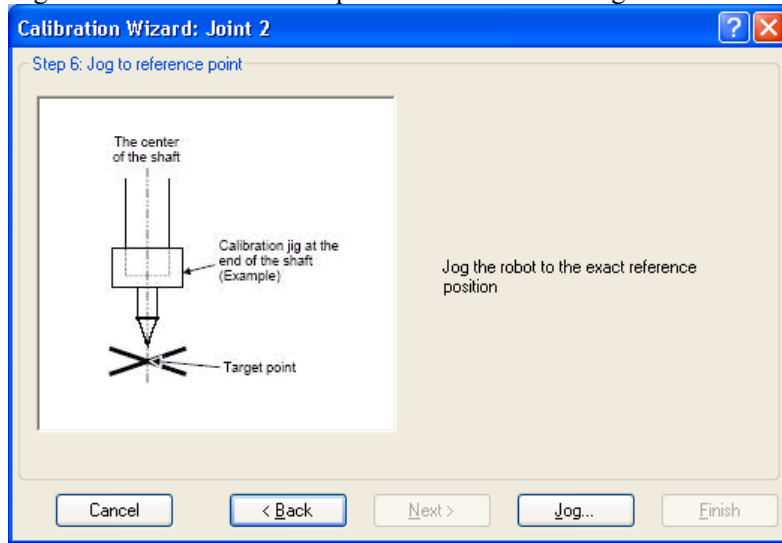 Calibration Wizard: Joint 2
Step 6: Jog to reference point
The center
of the shaft
Calibration jig at the
end of the shaft
(Example)
Target point
Jog the robot to the exact reference
position
Cancel
< Back
Next >
Jog...
Finish